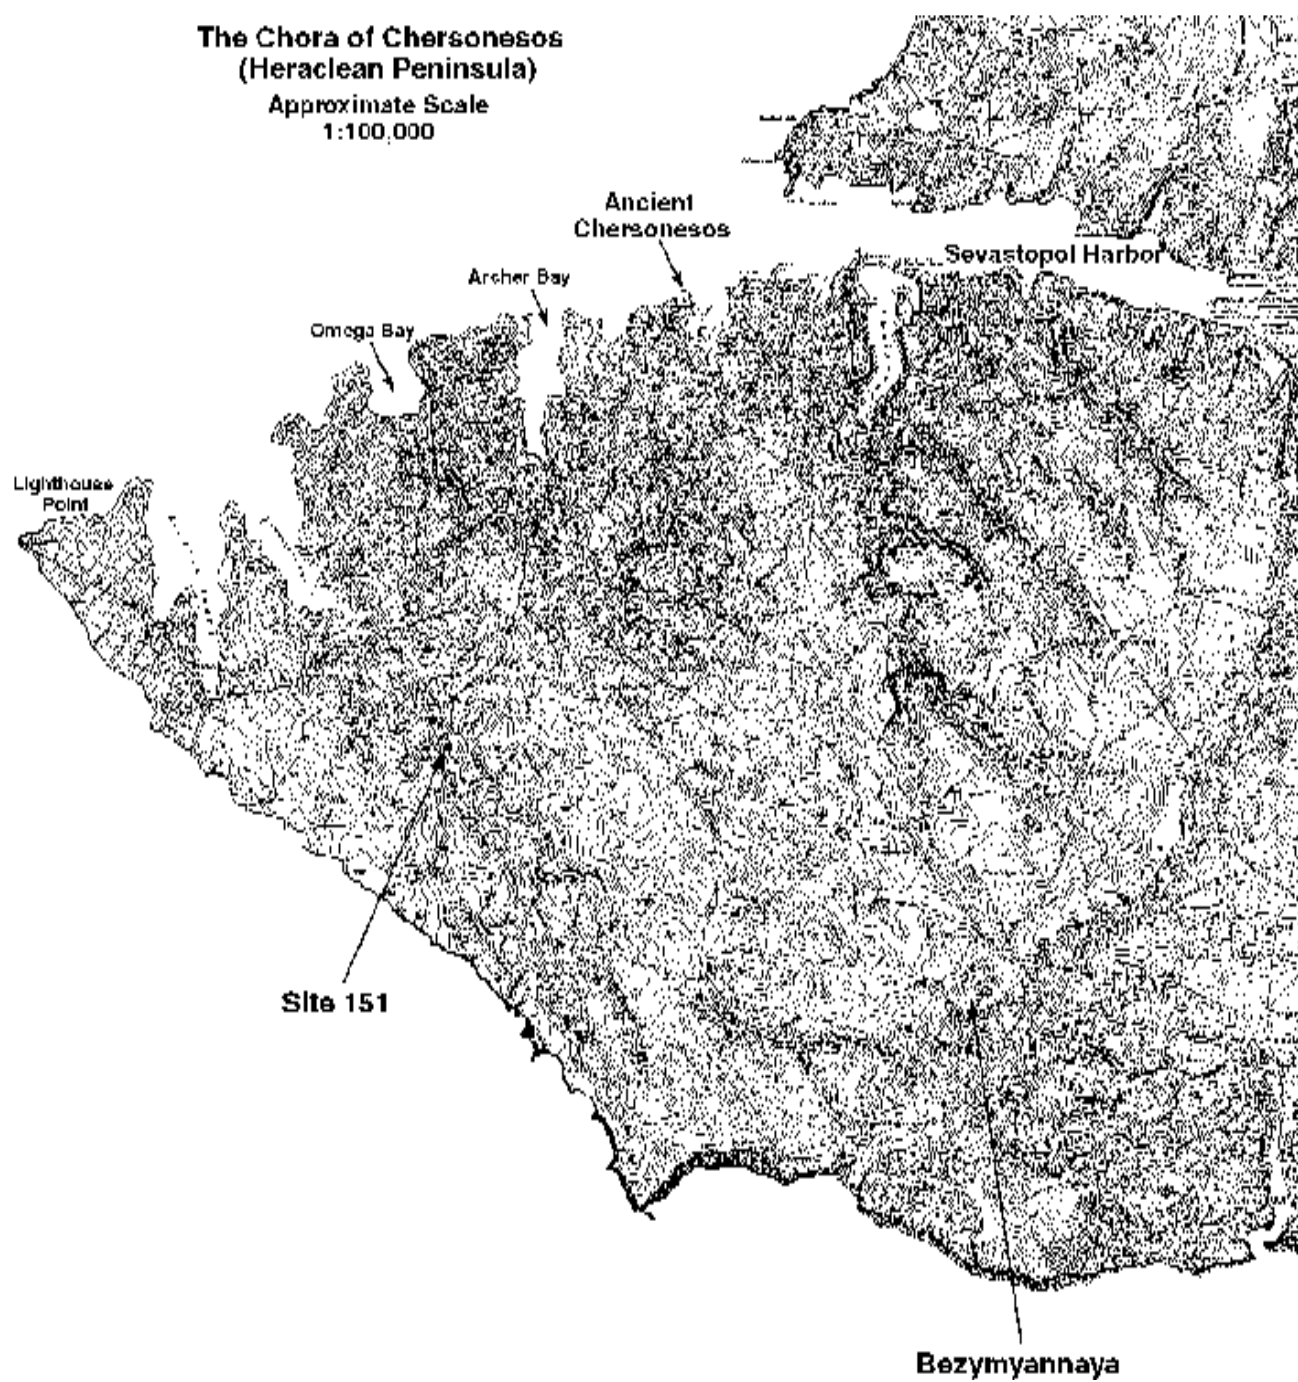 The Chora of Chersonesos
(Heraclean Peninsula)
Approximate Scale
1:100,000
Ancient
Chersonesos
Sevastopol Harbor
Archer Bay
Omega Bay
Lighthouse
Point
Site 151
Bezymyannaya